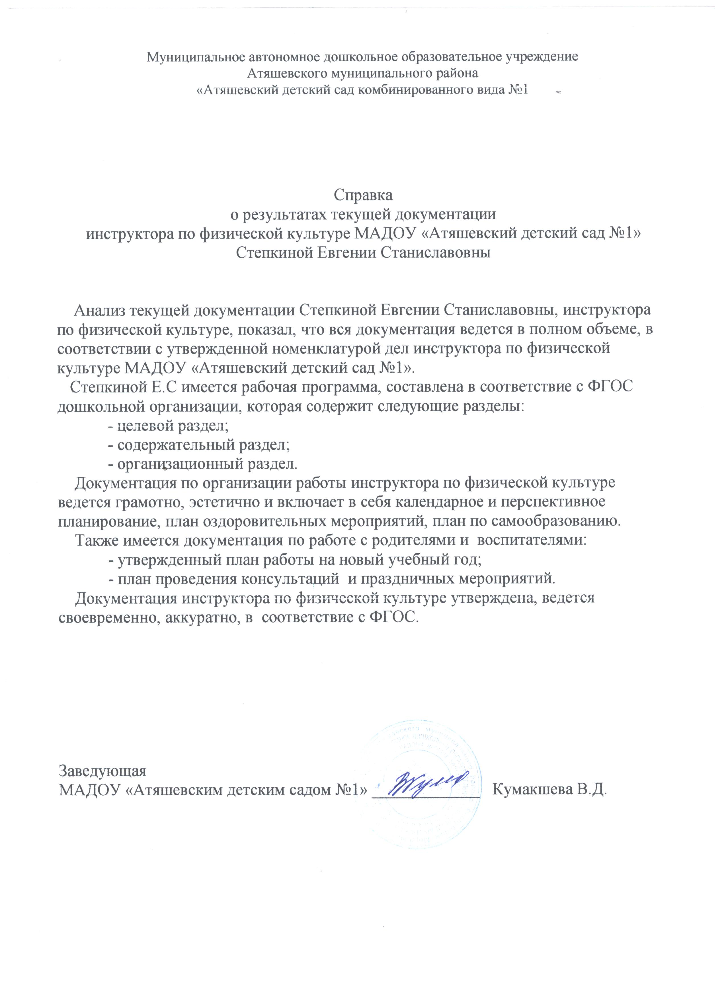 Муниципальное автономное дошкольное образовательное учреждение
Атяшевского муниципального района
«Атяшевский детский сад комбинированного вида №1
Справка
о результатах текущей документации
инструктора по физической культуре МАДОУ «Атяшевский детский сад №1»
Степкиной Евгении Станиславовны
Анализ текущей документации Степкиной Евгении Станиславовны, инструктора
по физической культуре, показал, что вся документация ведется в полном объеме, в
соответствии с утвержденной номенклатурой дел инструктора по физической
культуре МАДОУ «Атяшевский детский сад №1».
Степкиной Е.С имеется рабочая программа, составлена в соответствие с ФГОС
дошкольной организации, которая содержит следующие разделы:
- целевой раздел;
- содержательный раздел;
- организационный раздел.
Документация по организации работы инструктора по физической культуре
ведется грамотно, эстетично и включает в себя календарное и перспективное
планирование, план оздоровительных мероприятий, план по самообразованию.
Также имеется документация по работе с родителями и  воспитателями:
- утвержденный план работы на новый учебный год;
- план проведения консультаций  и праздничных мероприятий.
Документация инструктора по физической культуре утверждена, ведется
своевременно, аккуратно, в  соответствие с ФГОС.
Заведующая
МАДОУ «Атяшевским детским садом №1» ____________ Кумакшева В.Д.